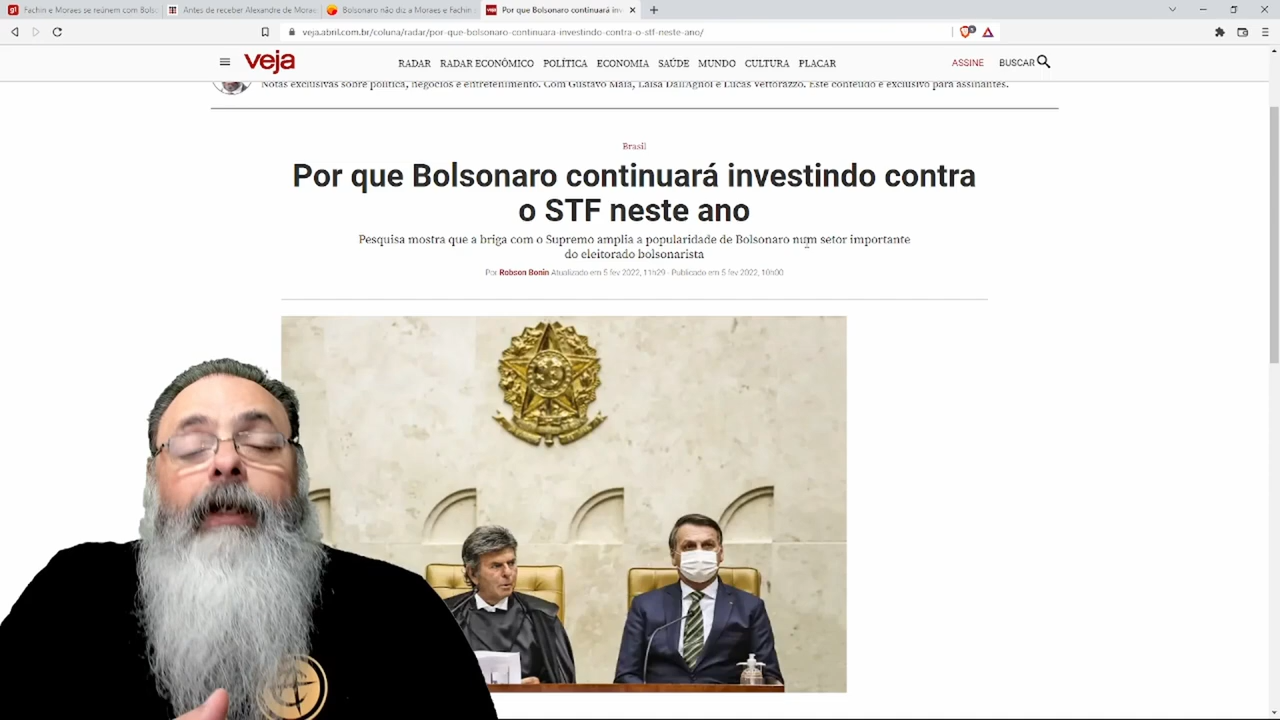 Fachin e Moraes se reúnem com Bols
Antes de receber Alexandre de Morae
Bolsonaro não diz a Moraes e Fachin
Por que Bolsonaro continuará inv
veja.abril.com.br/coluna/radar/por-que-bolsonaro-continuara-investindo-contra-o-stf-neste-ano/
veja
RADAR RADAR ECONÔMICO POLÍTICA ECONOMIA SAÚDE MUNDO CULTURA PLACAR
ASSINE BUSCAR
Notas exclusivas sobre política, negócios e entretenimento. Com Gustavo Maia, Laísa Dall'Agnol e Lucas Vettorazzo. Este conteúdo é exclusivo para assinantes.
Brasil
Por que Bolsonaro continuará investindo contra
o STF neste ano
Pesquisa mostra que a briga com o Supremo amplia a popularidade de Bolsonaro num setor importante
do eleitorado bolsonarista
Por Robson Bonin Atualizado em 5 fev 2022, 11h29 - Publicado em 5 fev 2022, 10h00